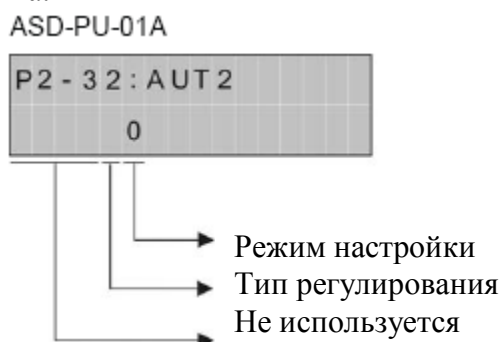 ASD-PU-01A
P2-32:AUT2
0
Режим настройки
Тип регулирования
Не используется